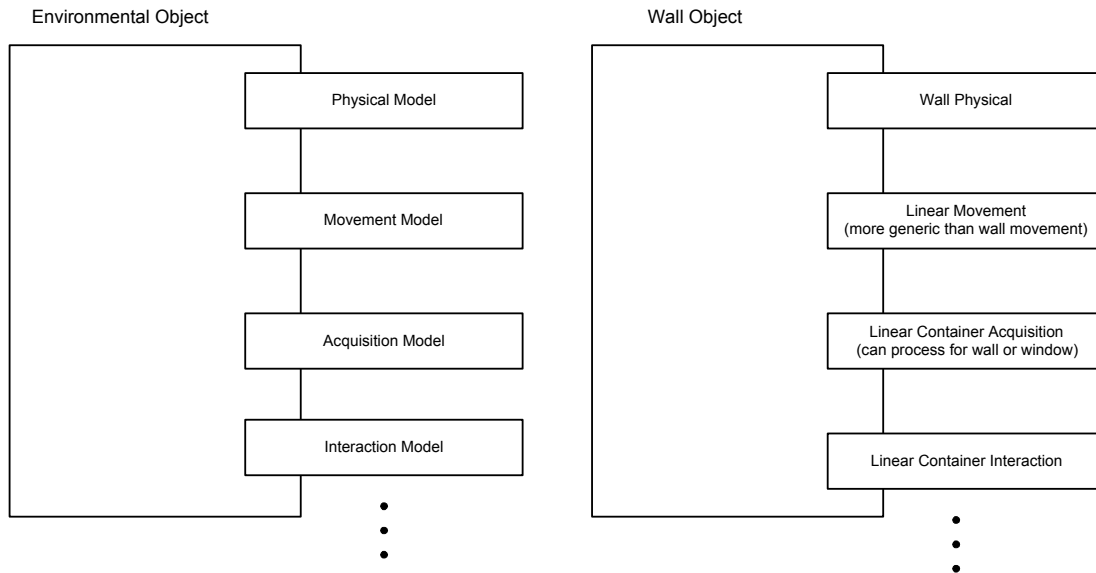 Environmental Object
Physical Model
Movement Model
Acquisition Model
Interaction Model
Wall Object
Wall Physical
Linear Movement
(more generic than wall movement)
Linear Container Acquisition
(can process for wall or window)
Linear Container Interaction